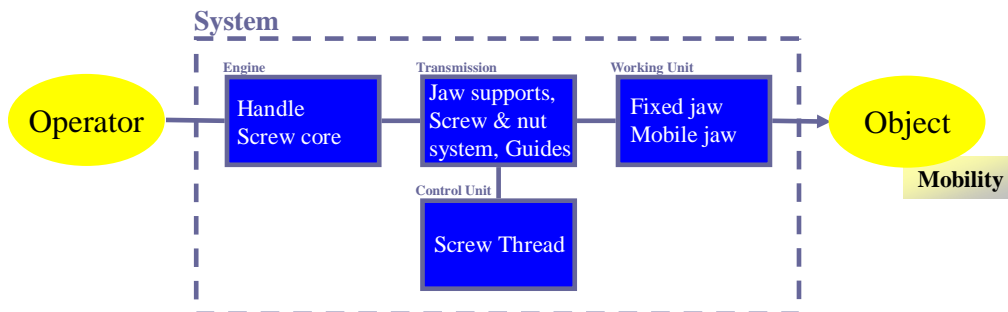 System
Engine
Transmission
Working Unit
Operator
Handle
Screw core
Jaw supports,
Screw & nut
system, Guides
Fixed jaw
Mobile jaw
Object
Mobility
Control Unit
Screw Thread